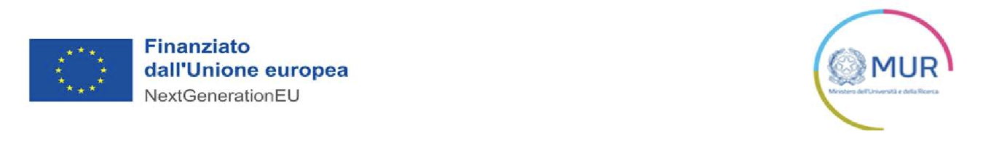 Finanziato
dall'Unione europea
NextGenerationEU
MUR
Ministero dell'Università e della Ricerca